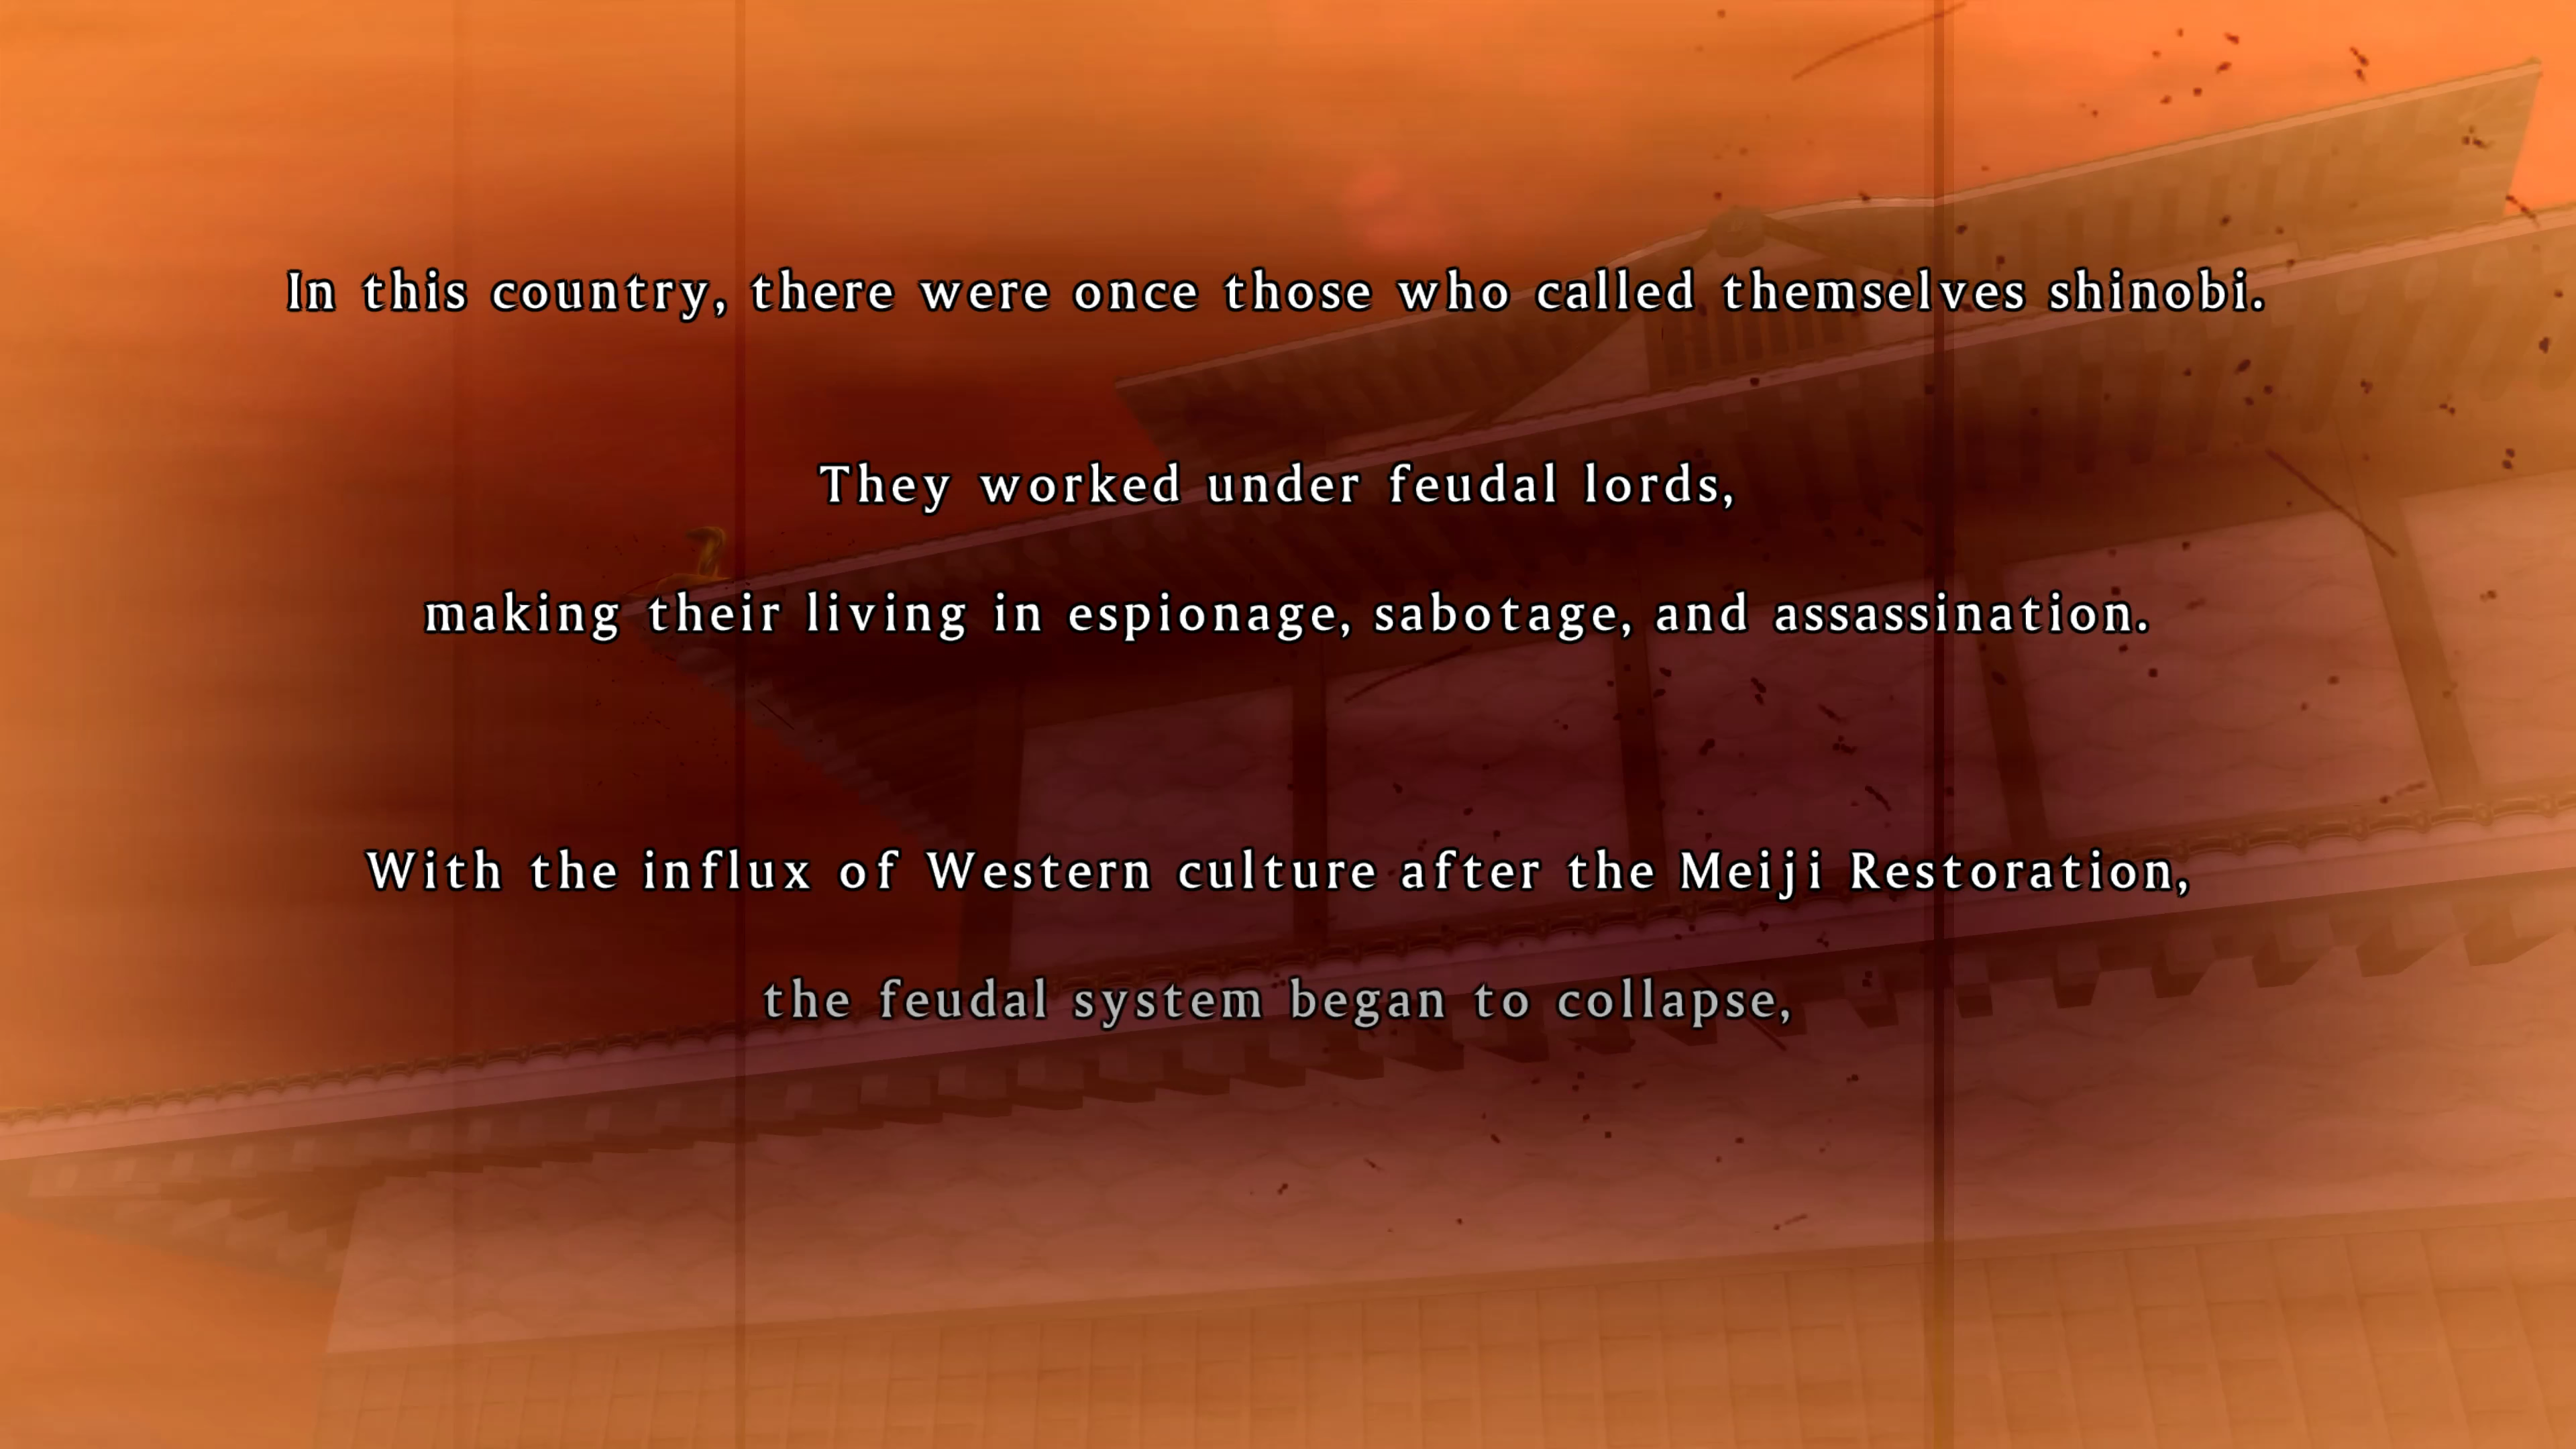 In this country, there were once those who called themselves shinobi.
They worked under feudal lords,
making their living in espionage, sabotage, and assassination.
With the influx of Western culture after the Meiji Restoration,
the feudal system began to collapse,